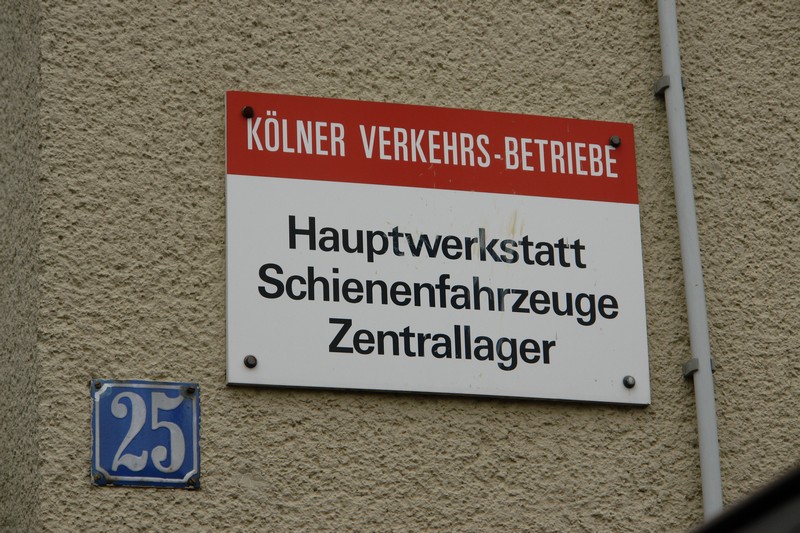 KÖLNER VERKEHRS-BETRIEBE
Hauptwerkstatt
Schienenfahrzeuge
Zentrallager
25